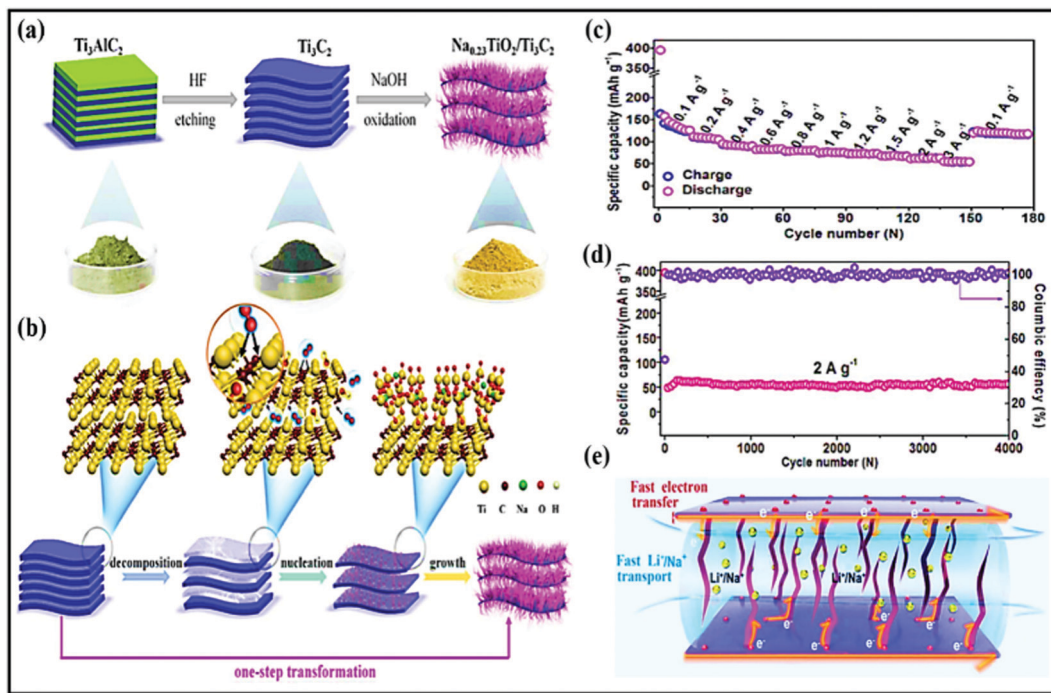 (a)
Ti₃AlC₂
Ti₃C₂
Na₀.₂₃TiO₂/Ti₃C₂
HF
etching
NaOH
oxidation
(b)
Ti C Na O H
decomposition
nucleation
growth
one-step transformation
(c)
Specific capacity (mAh g⁻¹)
400
350
200
150
100
50
0
0.1 A g⁻¹
0.2 A g⁻¹
0.4 A g⁻¹
0.6 A g⁻¹
0.8 A g⁻¹
1A g⁻¹
1.2 A g⁻¹
1.5 A g⁻¹
2 A g⁻¹
3 A g⁻¹
0.1 A g⁻¹
Charge
Discharge
0 30 60 90 120 150 180
Cycle number (N)
(d)
Specific capacity(mAh g⁻¹)
400
350
200
150
100
50
0
2 A g⁻¹
100
80
60
40
20
0
Coiumbic effiency
(%)
0 1000 2000 3000 4000
Cycle number (N)
(e)
Fast electron
transfer
Fast Li⁺/Na⁺
transport
e⁻ e⁻ e⁻ e⁻
Li⁺/Na⁺ Li⁺/Na⁺
e⁻ e⁻ e⁻
e⁻ e⁻ e⁻ e⁻